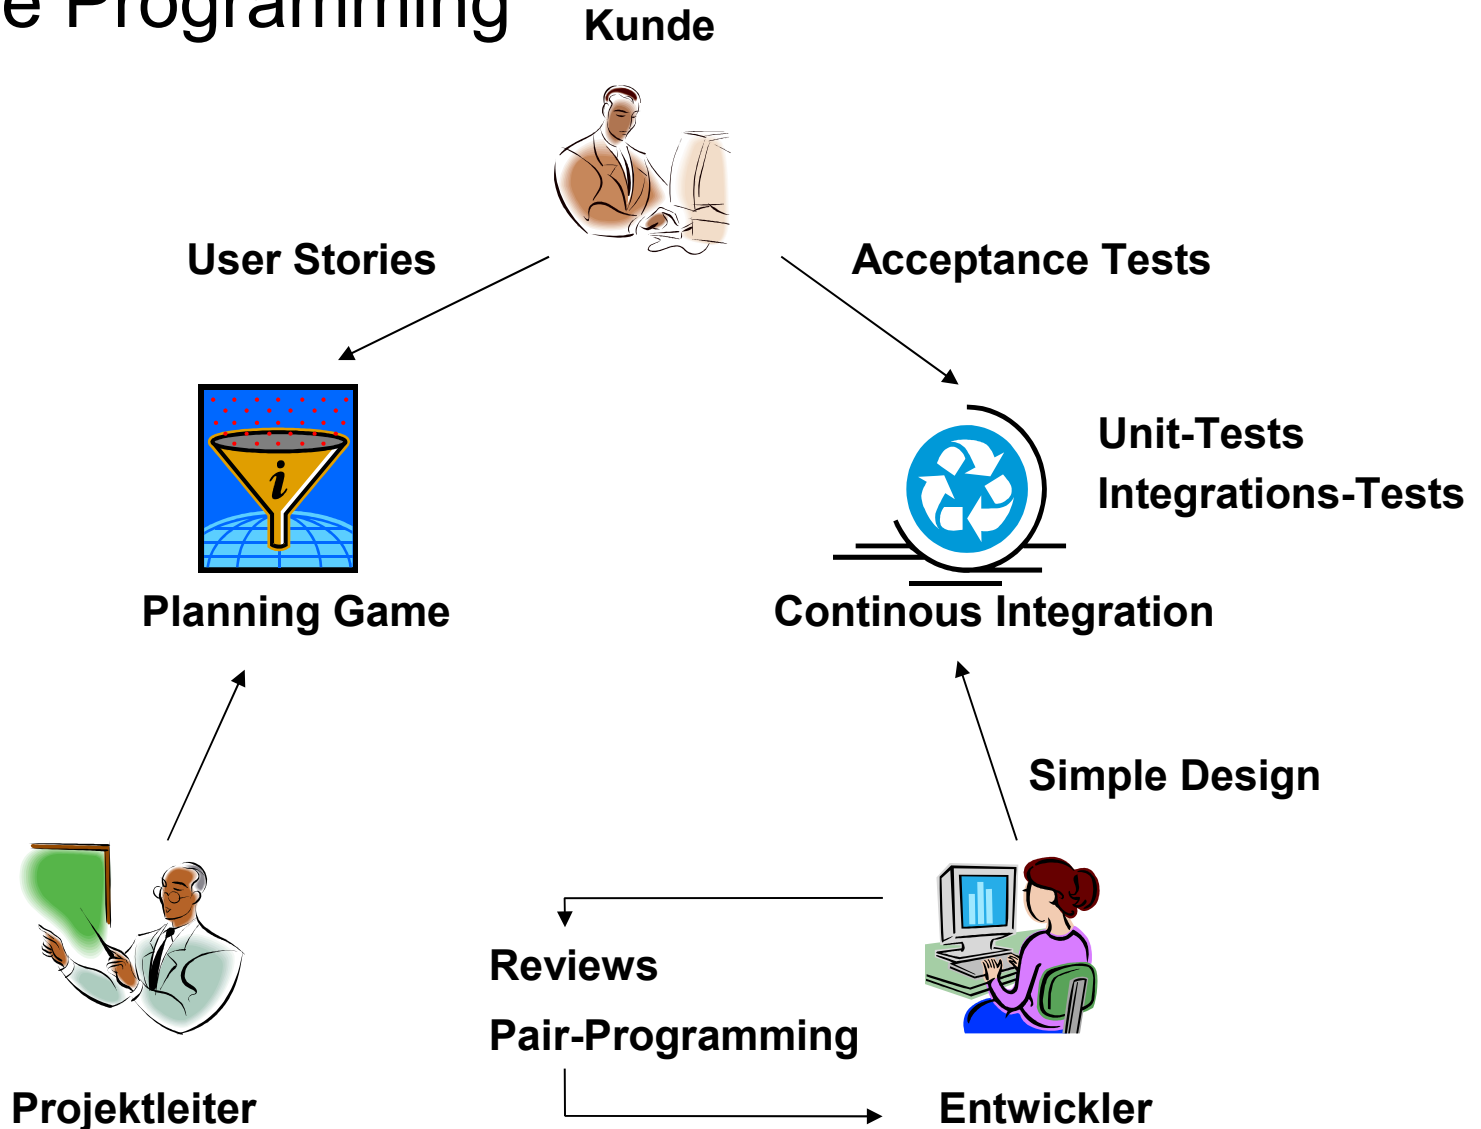 e Programming
Kunde
User Stories
Acceptance Tests
i
Unit-Tests
Integrations-Tests
Planning Game
Continous Integration
Simple Design
Reviews
Pair-Programming
Projektleiter
Entwickler